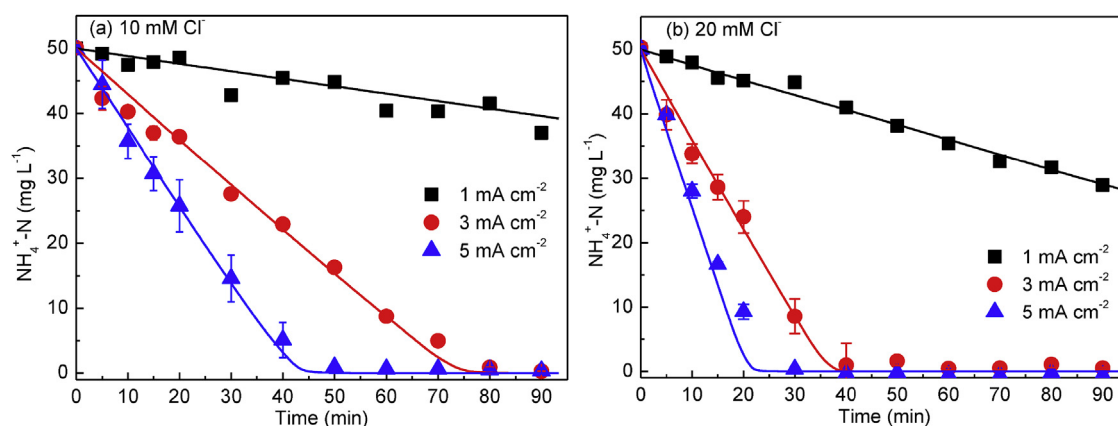 (a) 10 mM Cl⁻
NH₄⁺-N (mg L⁻¹)
50
40
30
20
10
0
1 mA cm⁻²
3 mA cm⁻²
5 mA cm⁻²
0 10 20 30 40 50 60 70 80 90
Time (min)
(b) 20 mM Cl⁻
NH₄⁺-N (mg L⁻¹)
50
40
30
20
10
0
1 mA cm⁻²
3 mA cm⁻²
5 mA cm⁻²
0 10 20 30 40 50 60 70 80 90
Time (min)